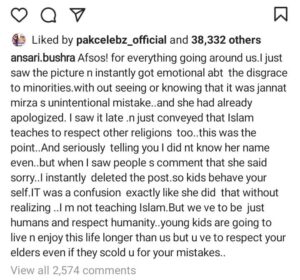 Liked by pakcelebz_official and 38,332 others
ansari.bushra Afsos! for everything going around us.I just
saw the picture n instantly got emotional abt the disgrace
to minorities.with out seeing or knowing that it was jannat
mirza s unintentional mistake..and she had already
apologized. I saw it late .n just conveyed that Islam
teaches to respect other religions too..this was the
point..And seriously telling you I did nt know her name
even..but when I saw people s comment that she said
sorry..I instantly deleted the post.so kids behave your
self.IT was a confusion exactly like she did that without
realizing ..I m not teaching Islam.But we ve to be just
humans and respect humanity..young kids are going to
live n enjoy this life longer than us but u ve to respect your
elders even if they scold u for your mistakes..
View all 2,574 comments